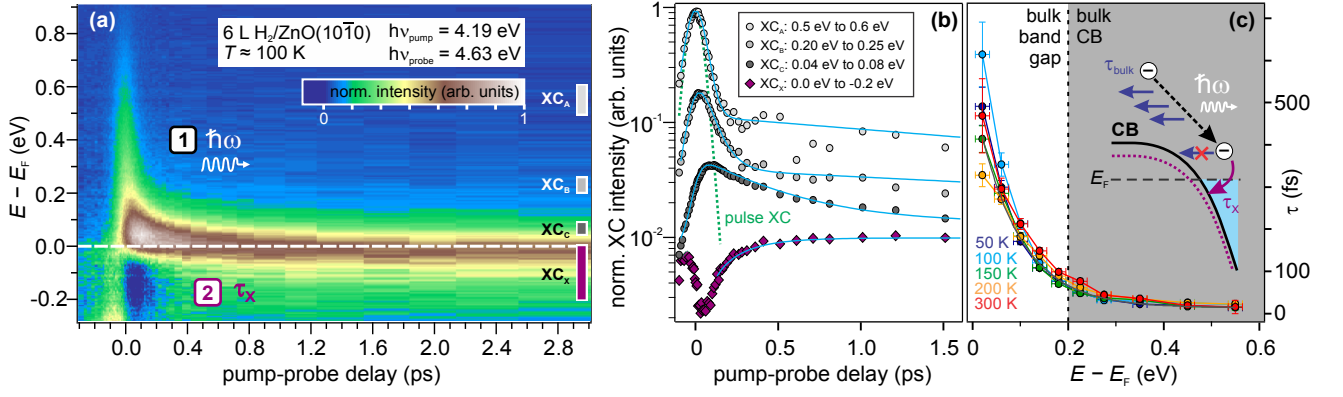 (a)
6 L H₂/ZnO(101̅0) hνpump = 4.19 eV
T ≈ 100 K hνprobe = 4.63 eV
norm. intensity (arb. units)
0 1
XC_A
XC_B
XC_C
XC_X
1 ħω
2 τ_X
E − E_F (eV)
0.8
0.6
0.4
0.2
0.0
-0.2
0.0 0.4 0.8 1.2 1.6 2.0 2.4 2.8
pump-probe delay (ps)
(b)
XC_A: 0.5 eV to 0.6 eV
XC_B: 0.20 eV to 0.25 eV
XC_C: 0.04 eV to 0.08 eV
XC_X: 0.0 eV to -0.2 eV
pulse XC
norm. XC intensity (arb. units)
1
10⁻¹
10⁻²
0 0.5 1.0 1.5
pump-probe delay (ps)
(c)
bulk
band
gap
bulk
CB
τ_bulk
ħω
CB
E_F
τ_X
50 K
100 K
150 K
200 K
300 K
500
100
0
τ (fs)
0.0 0.2 0.4 0.6
E − E_F (eV)